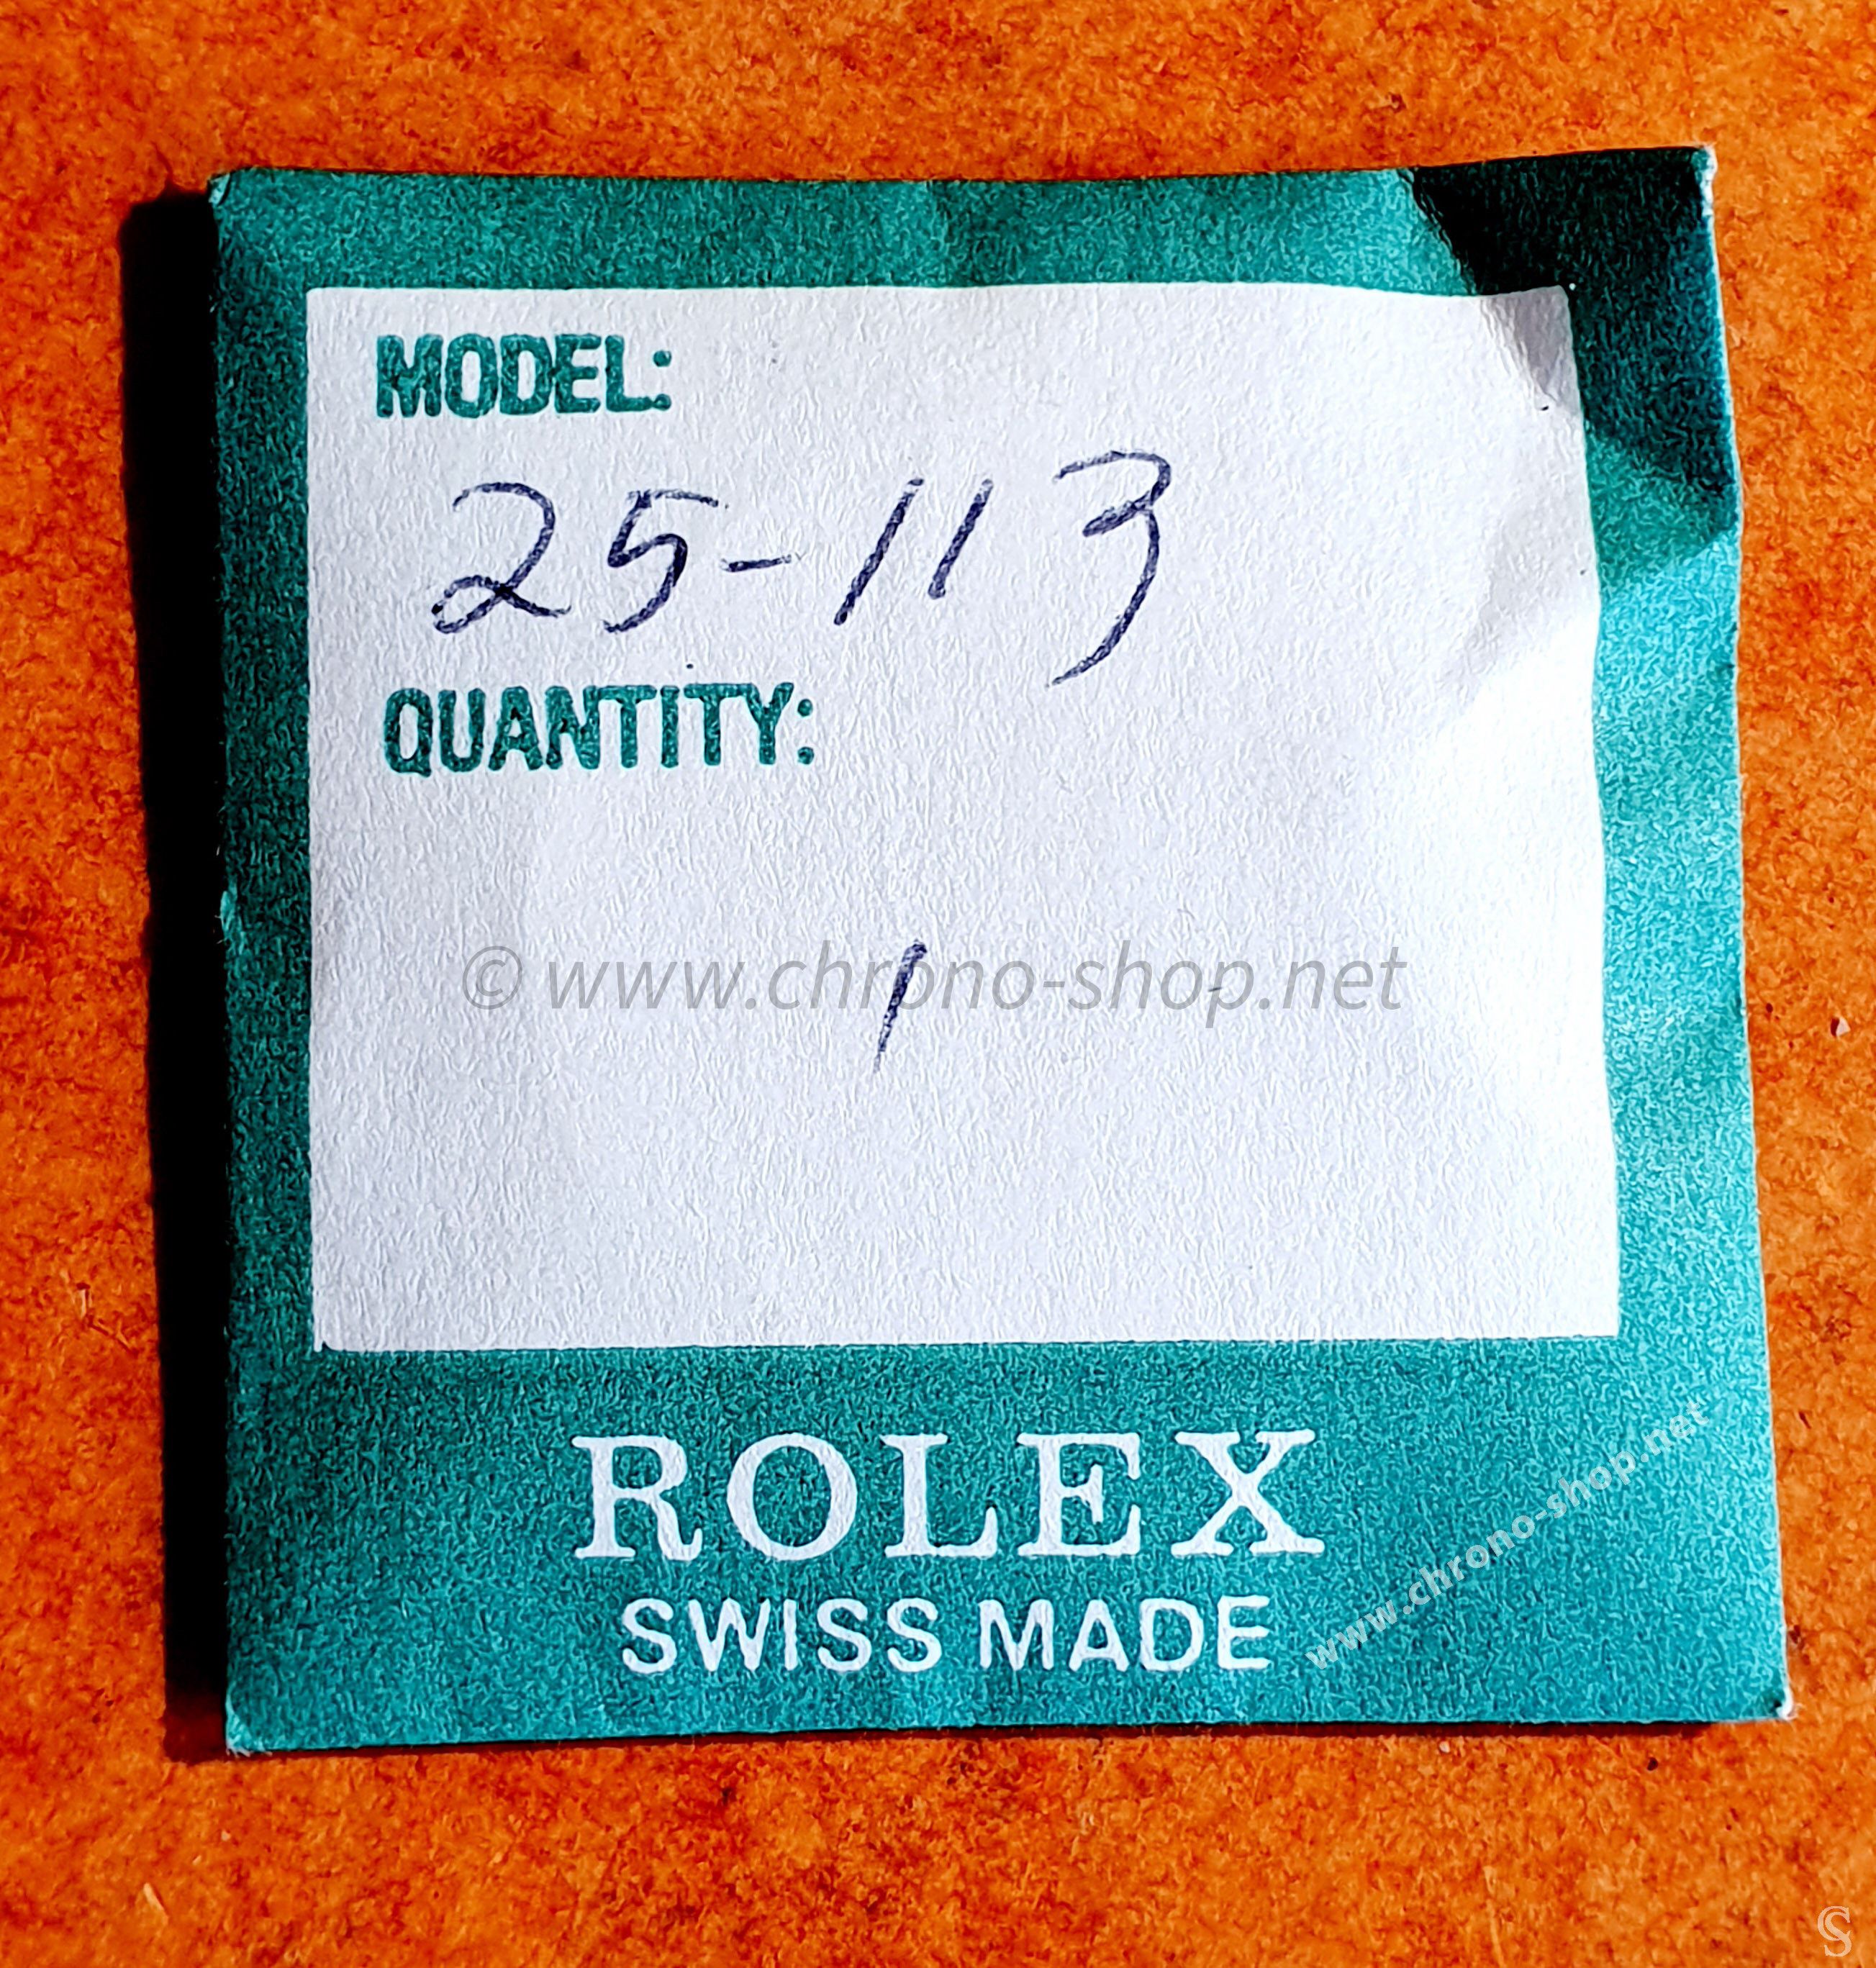 MODEL:
25-113
QUANTITY:
1
© www.chrono-shop.net
ROLEX
SWISS MADE
www.chrono-shop.net
S